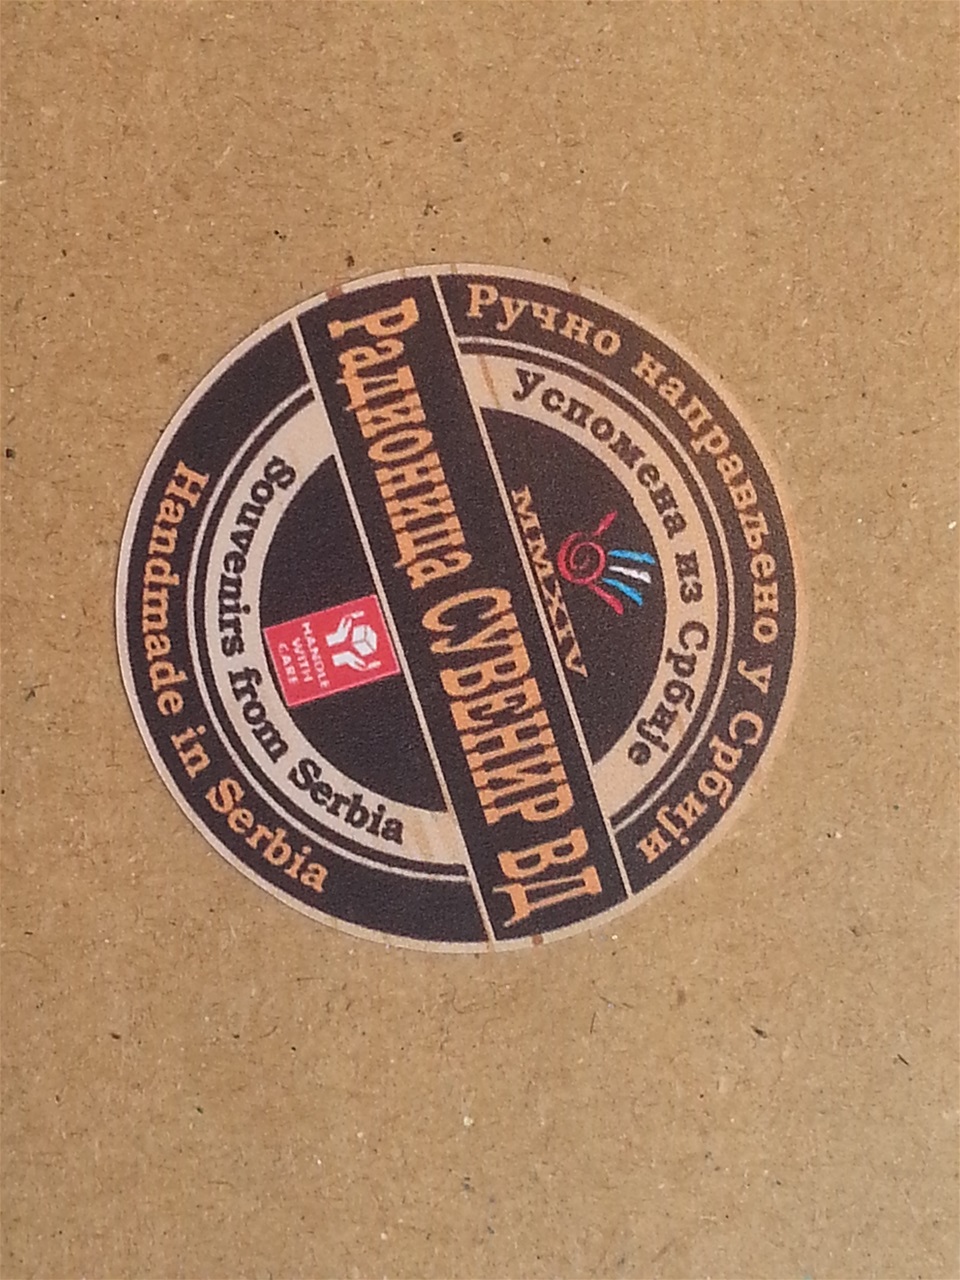 Ручно направљено у Србији
Успомена из Србије
MMXIV
Радионица СУВЕНИР ВД
HANDLE
WITH
CARE
Souvenirs from Serbia
Handmade in Serbia